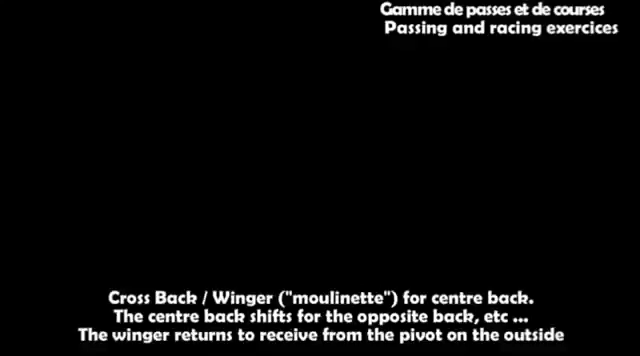 Gamme de passes et de courses
Passing and racing exercices
Cross Back / Winger ("moulinette") for centre back.
The centre back shifts for the opposite back, etc ...
The winger returns to receive from the pivot on the outside